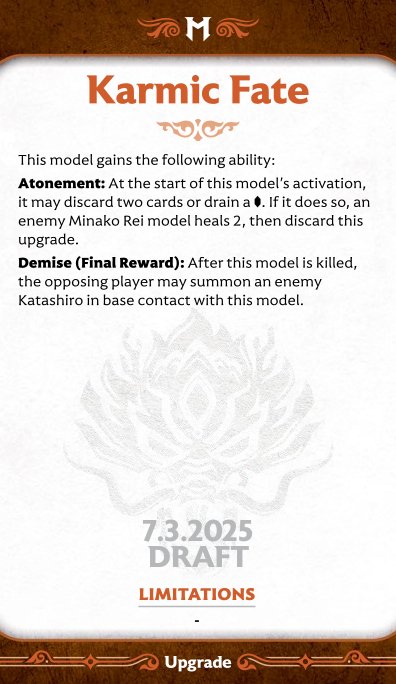 M
Karmic Fate
This model gains the following ability:
Atonement: At the start of this model's activation,
it may discard two cards or drain a . If it does so, an
enemy Minako Rei model heals 2, then discard this
upgrade.
Demise (Final Reward): After this model is killed,
the opposing player may summon an enemy
Katashiro in base contact with this model.
7.3.2025
DRAFT
LIMITATIONS
-
Upgrade